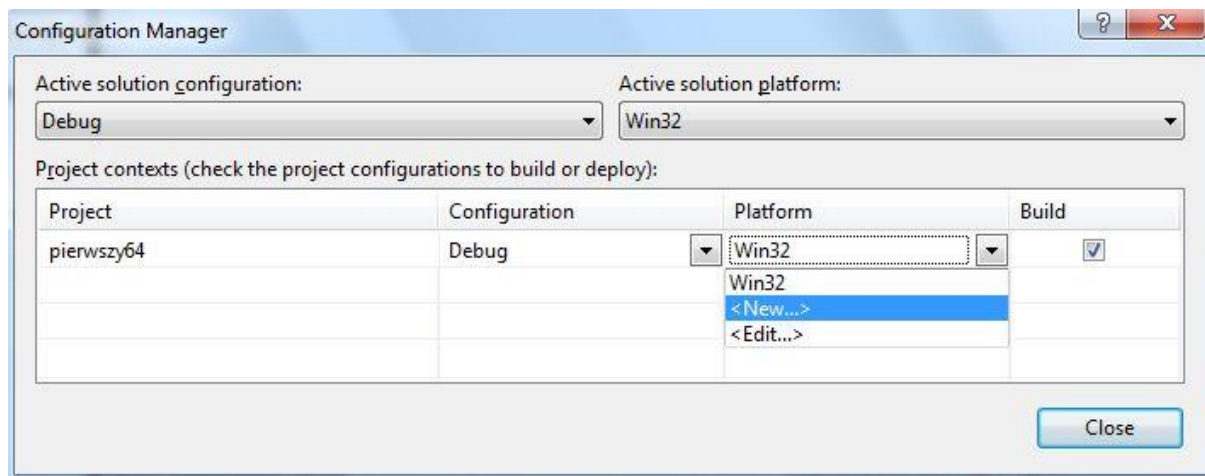 Configuration Manager
Active solution configuration: Active solution platform:
Debug Win32
Project contexts (check the project configurations to build or deploy):
Project Configuration Platform Build
pierwszy64 Debug Win32
Win32
<New...>
<Edit...>
Close